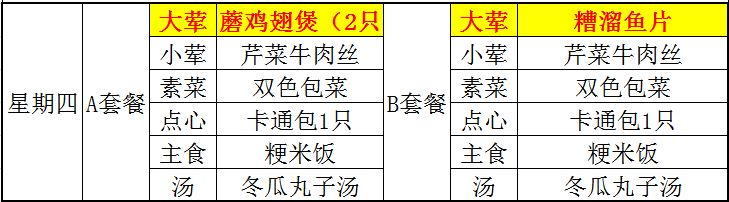 大荤 蘑鸡翅煲（2只 大荤 糟溜鱼片
小荤 芹菜牛肉丝 小荤 芹菜牛肉丝
素菜 双色包菜 素菜 双色包菜
星期四 A套餐 B套餐
点心 卡通包1只 点心 卡通包1只
主食 粳米饭 主食 粳米饭
汤 冬瓜丸子汤 汤 冬瓜丸子汤